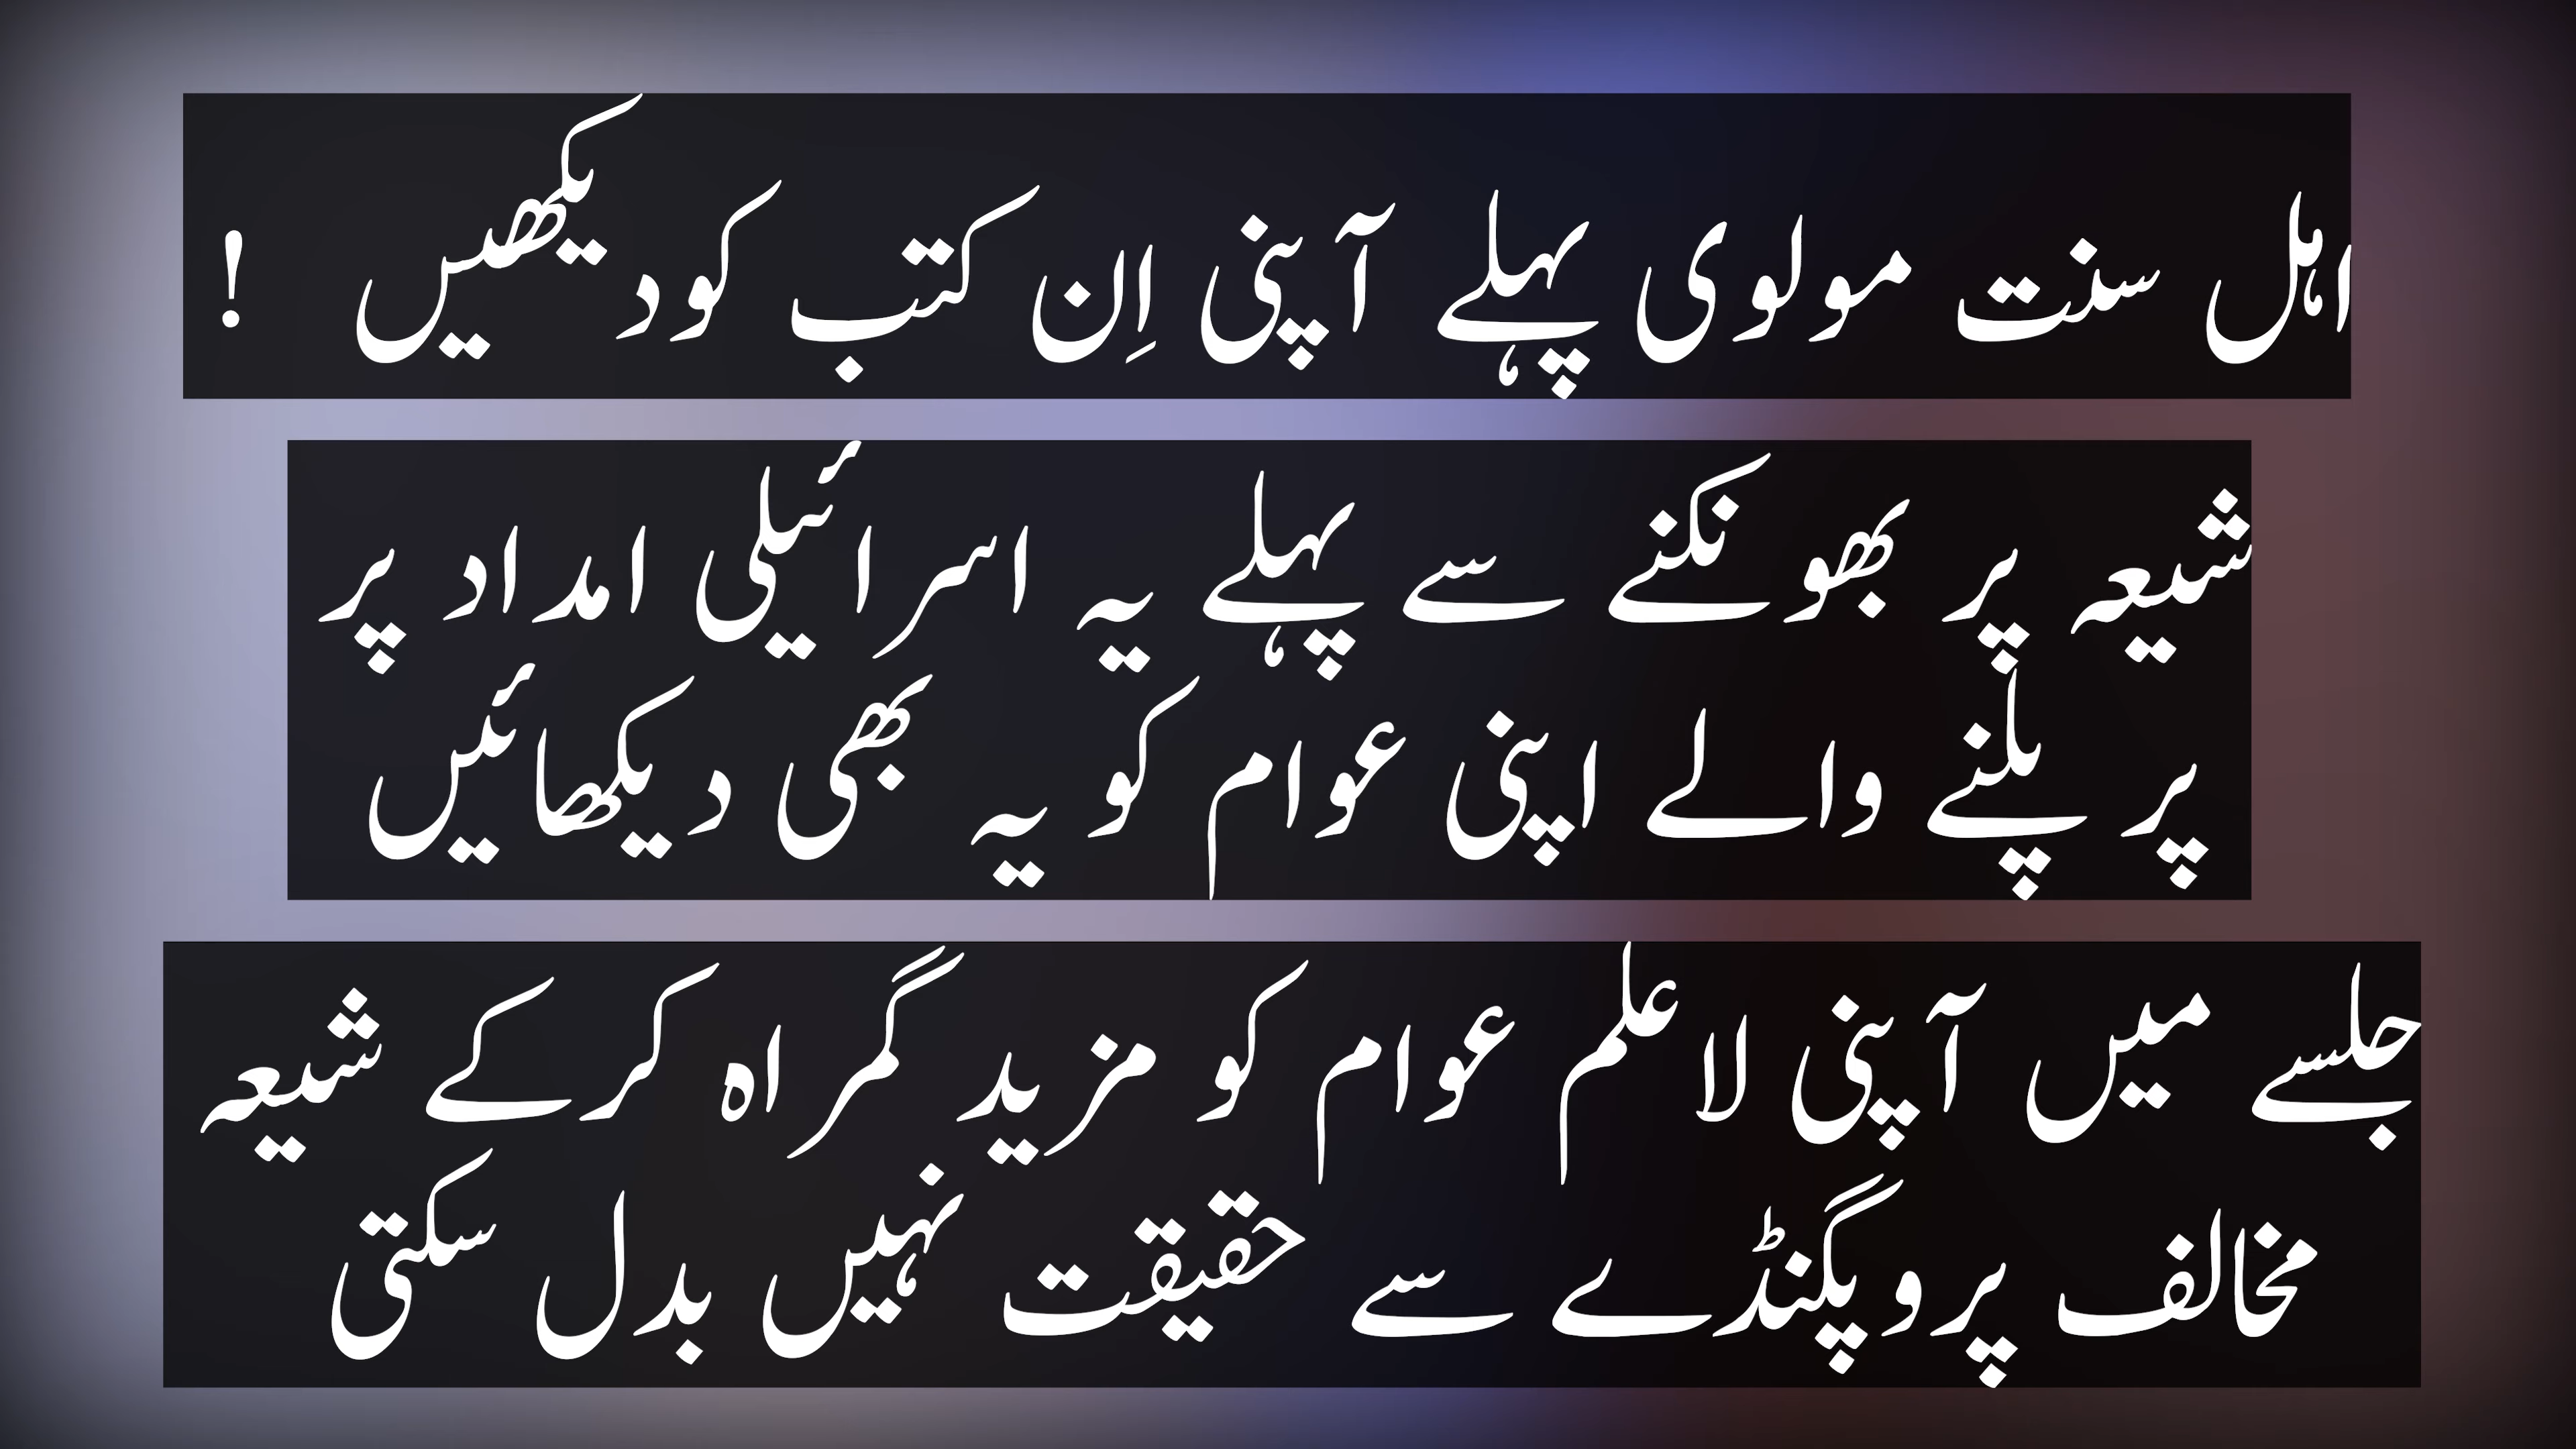 اہل سنت مولوی پہلے آپنی اِن کتب کودیکھیں !
شیعہ پر بھونکنے سے پہلے یہ اسرائیلی امداد پر
پر پلنے والے اپنی عوام کو یہ بھی دیکھائیں
جلسے میں آپنی لاعلم عوام کو مزید گمراہ کرکے شیعہ
مخالف پروپگنڈے سے حقیقت نہیں بدل سکتی